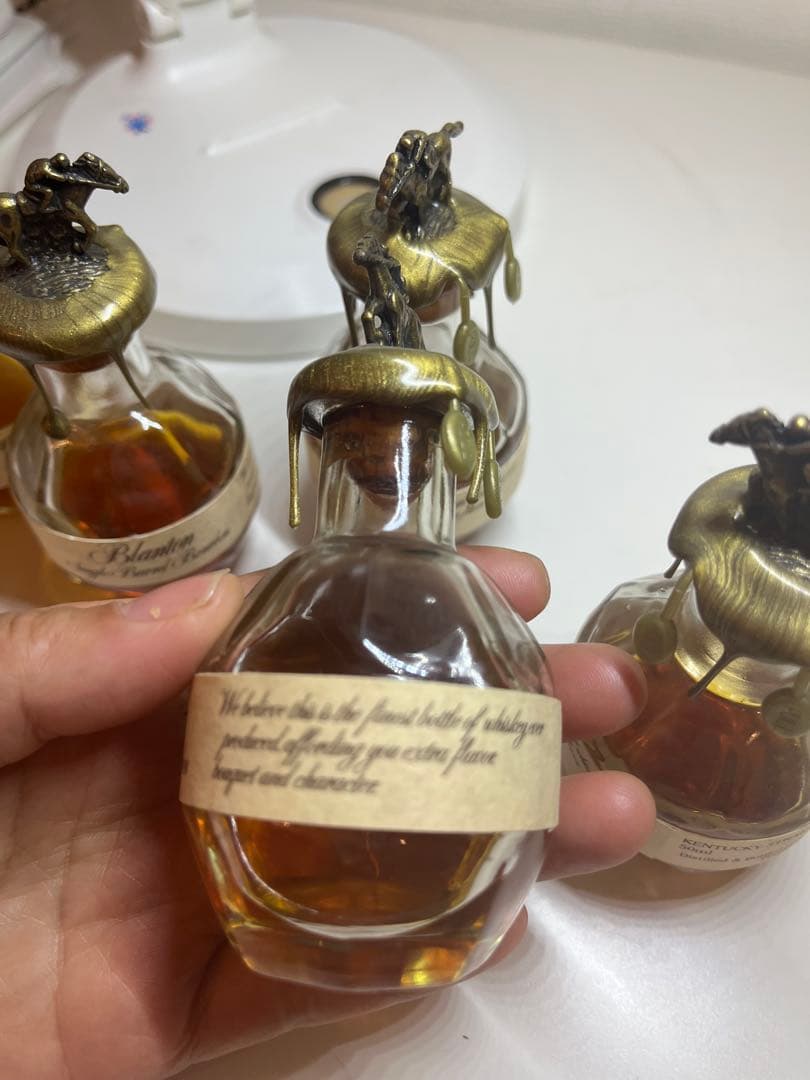 Blanton
Single Barrel Bourbon
We believe this is the finest bottle of whiskey ever
produced affording you extra flavor
buquet and character
KENTUCKY
50ml
Distilled &